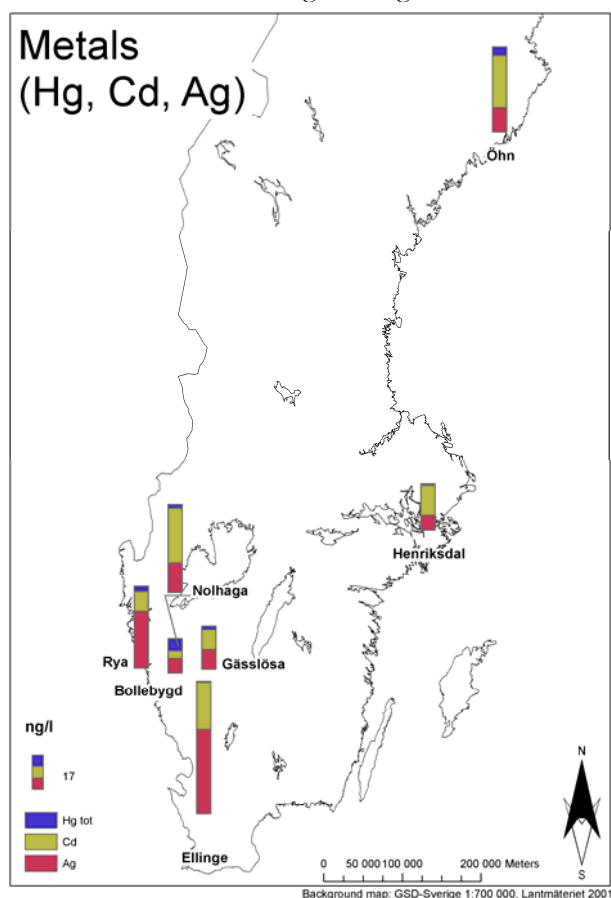 Metals
(Hg, Cd, Ag)
Öhn
Henriksdal
Nolhaga
Rya
Gässlösa
Bollebygd
ng/l
17
Hg tot
Cd
Ag
Ellinge
N
S
0 50 000 100 000 200 000 Meters
Background map: GSD-Sverige 1:700 000, Lantmäteriet 2001